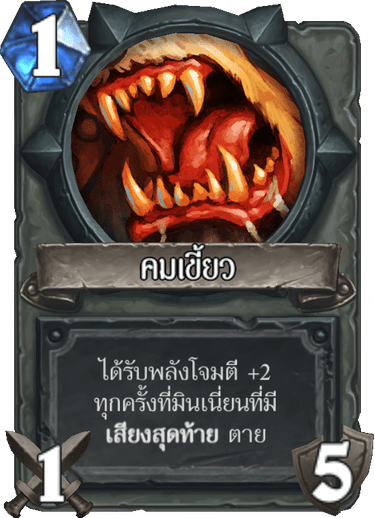 1
คมเขี้ยว
ได้รับพลังโจมตี +2
ทุกครั้งที่มินเนี่ยนที่มี
เสียงสุดท้าย ตาย
1
5